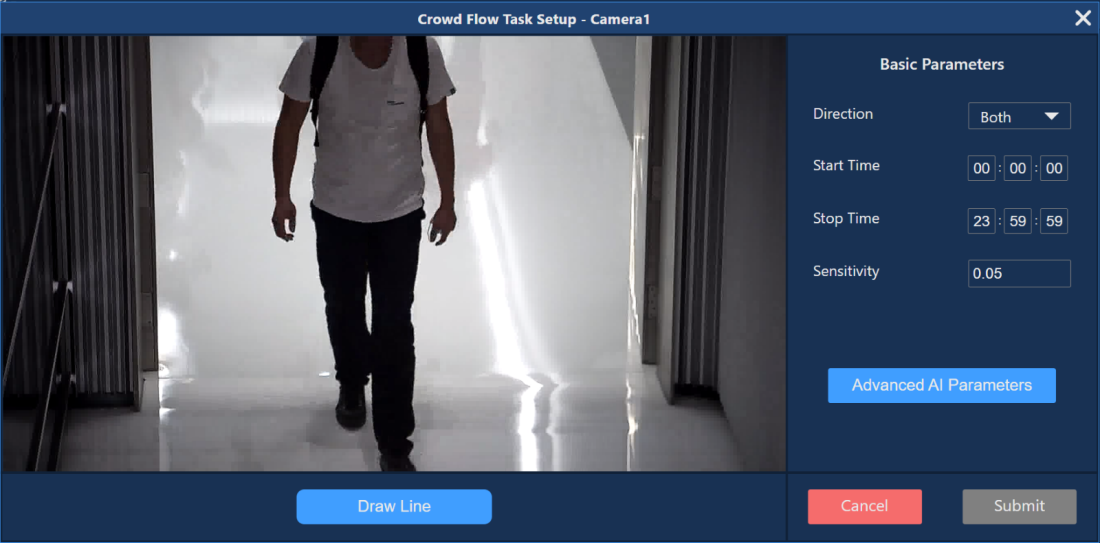 Crowd Flow Task Setup - Camera1
Basic Parameters
Direction
Both
Start Time
00 : 00 : 00
Stop Time
23 : 59 : 59
Sensitivity
0.05
Advanced AI Parameters
Draw Line
Cancel
Submit